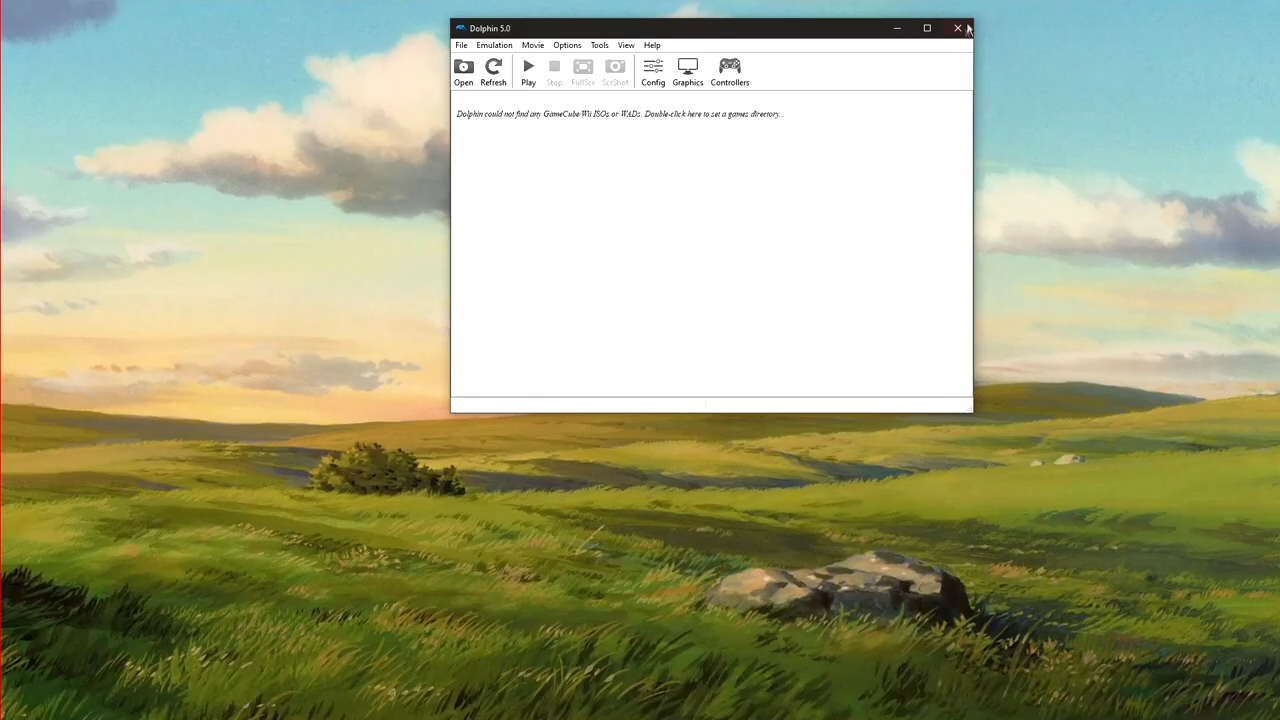 Dolphin 5.0
File Emulation Movie Options Tools View Help
Open Refresh Play Stop FullScr ScrShot Config Graphics Controllers
Dolphin could not find any GameCube/Wii ISOs or WADs. Double-click here to set a games directory...